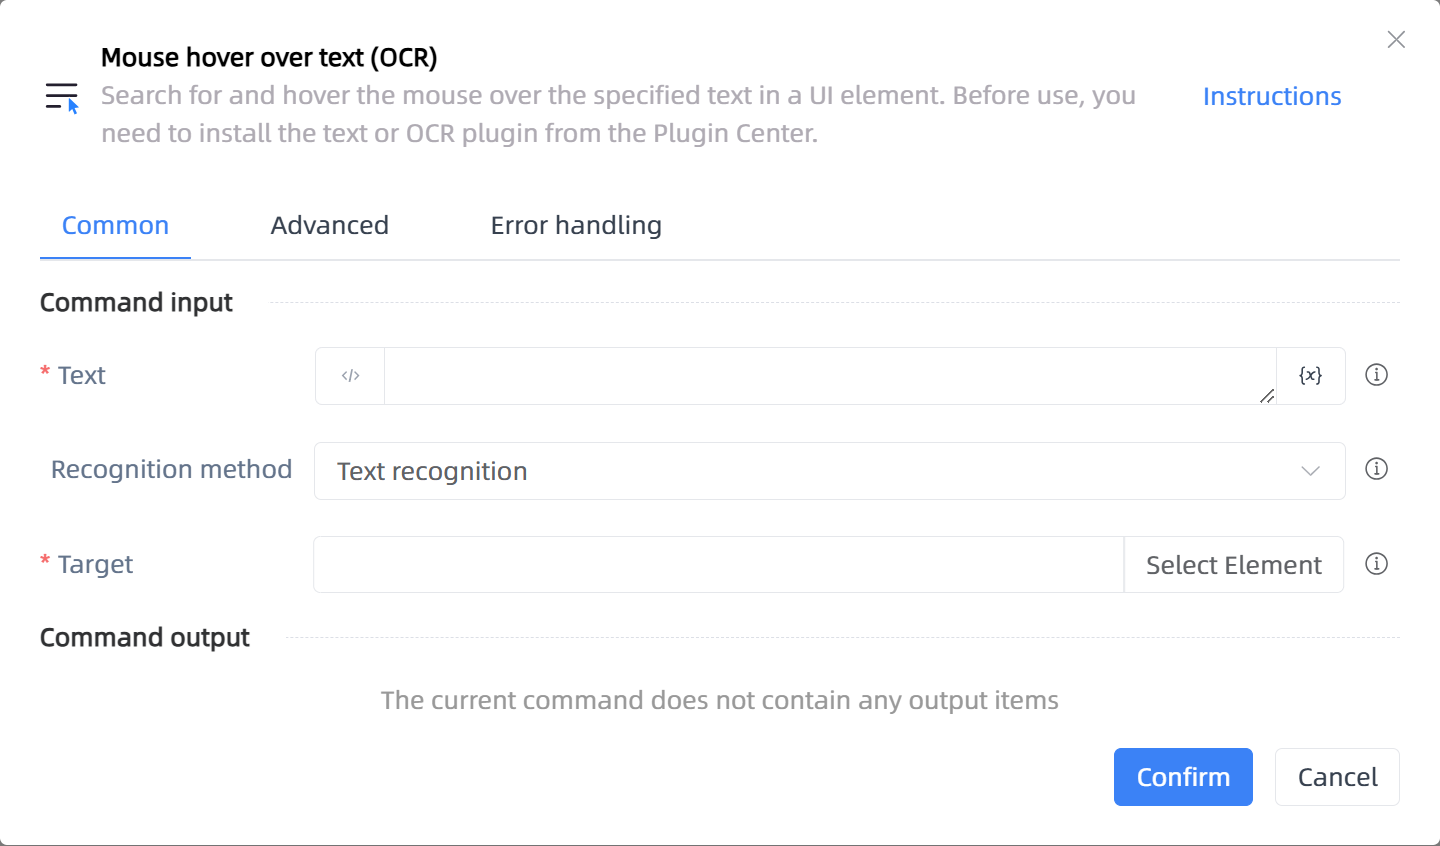 Mouse hover over text (OCR)
Search for and hover the mouse over the specified text in a UI element. Before use, you
need to install the text or OCR plugin from the Plugin Center.
Instructions
Common
Advanced
Error handling
Command input
* Text
</>
{x}
Recognition method
Text recognition
* Target
Select Element
Command output
The current command does not contain any output items
Confirm
Cancel